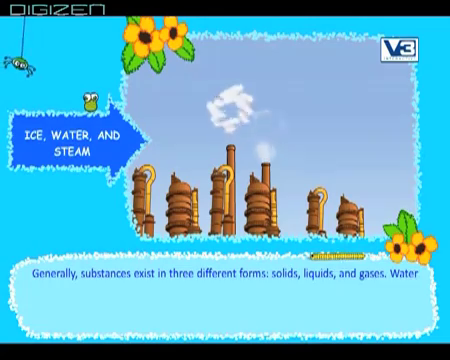 DIGIZEN
V3
ICE, WATER, AND
STEAM
Generally, substances exist in three different forms: solids, liquids, and gases. Water